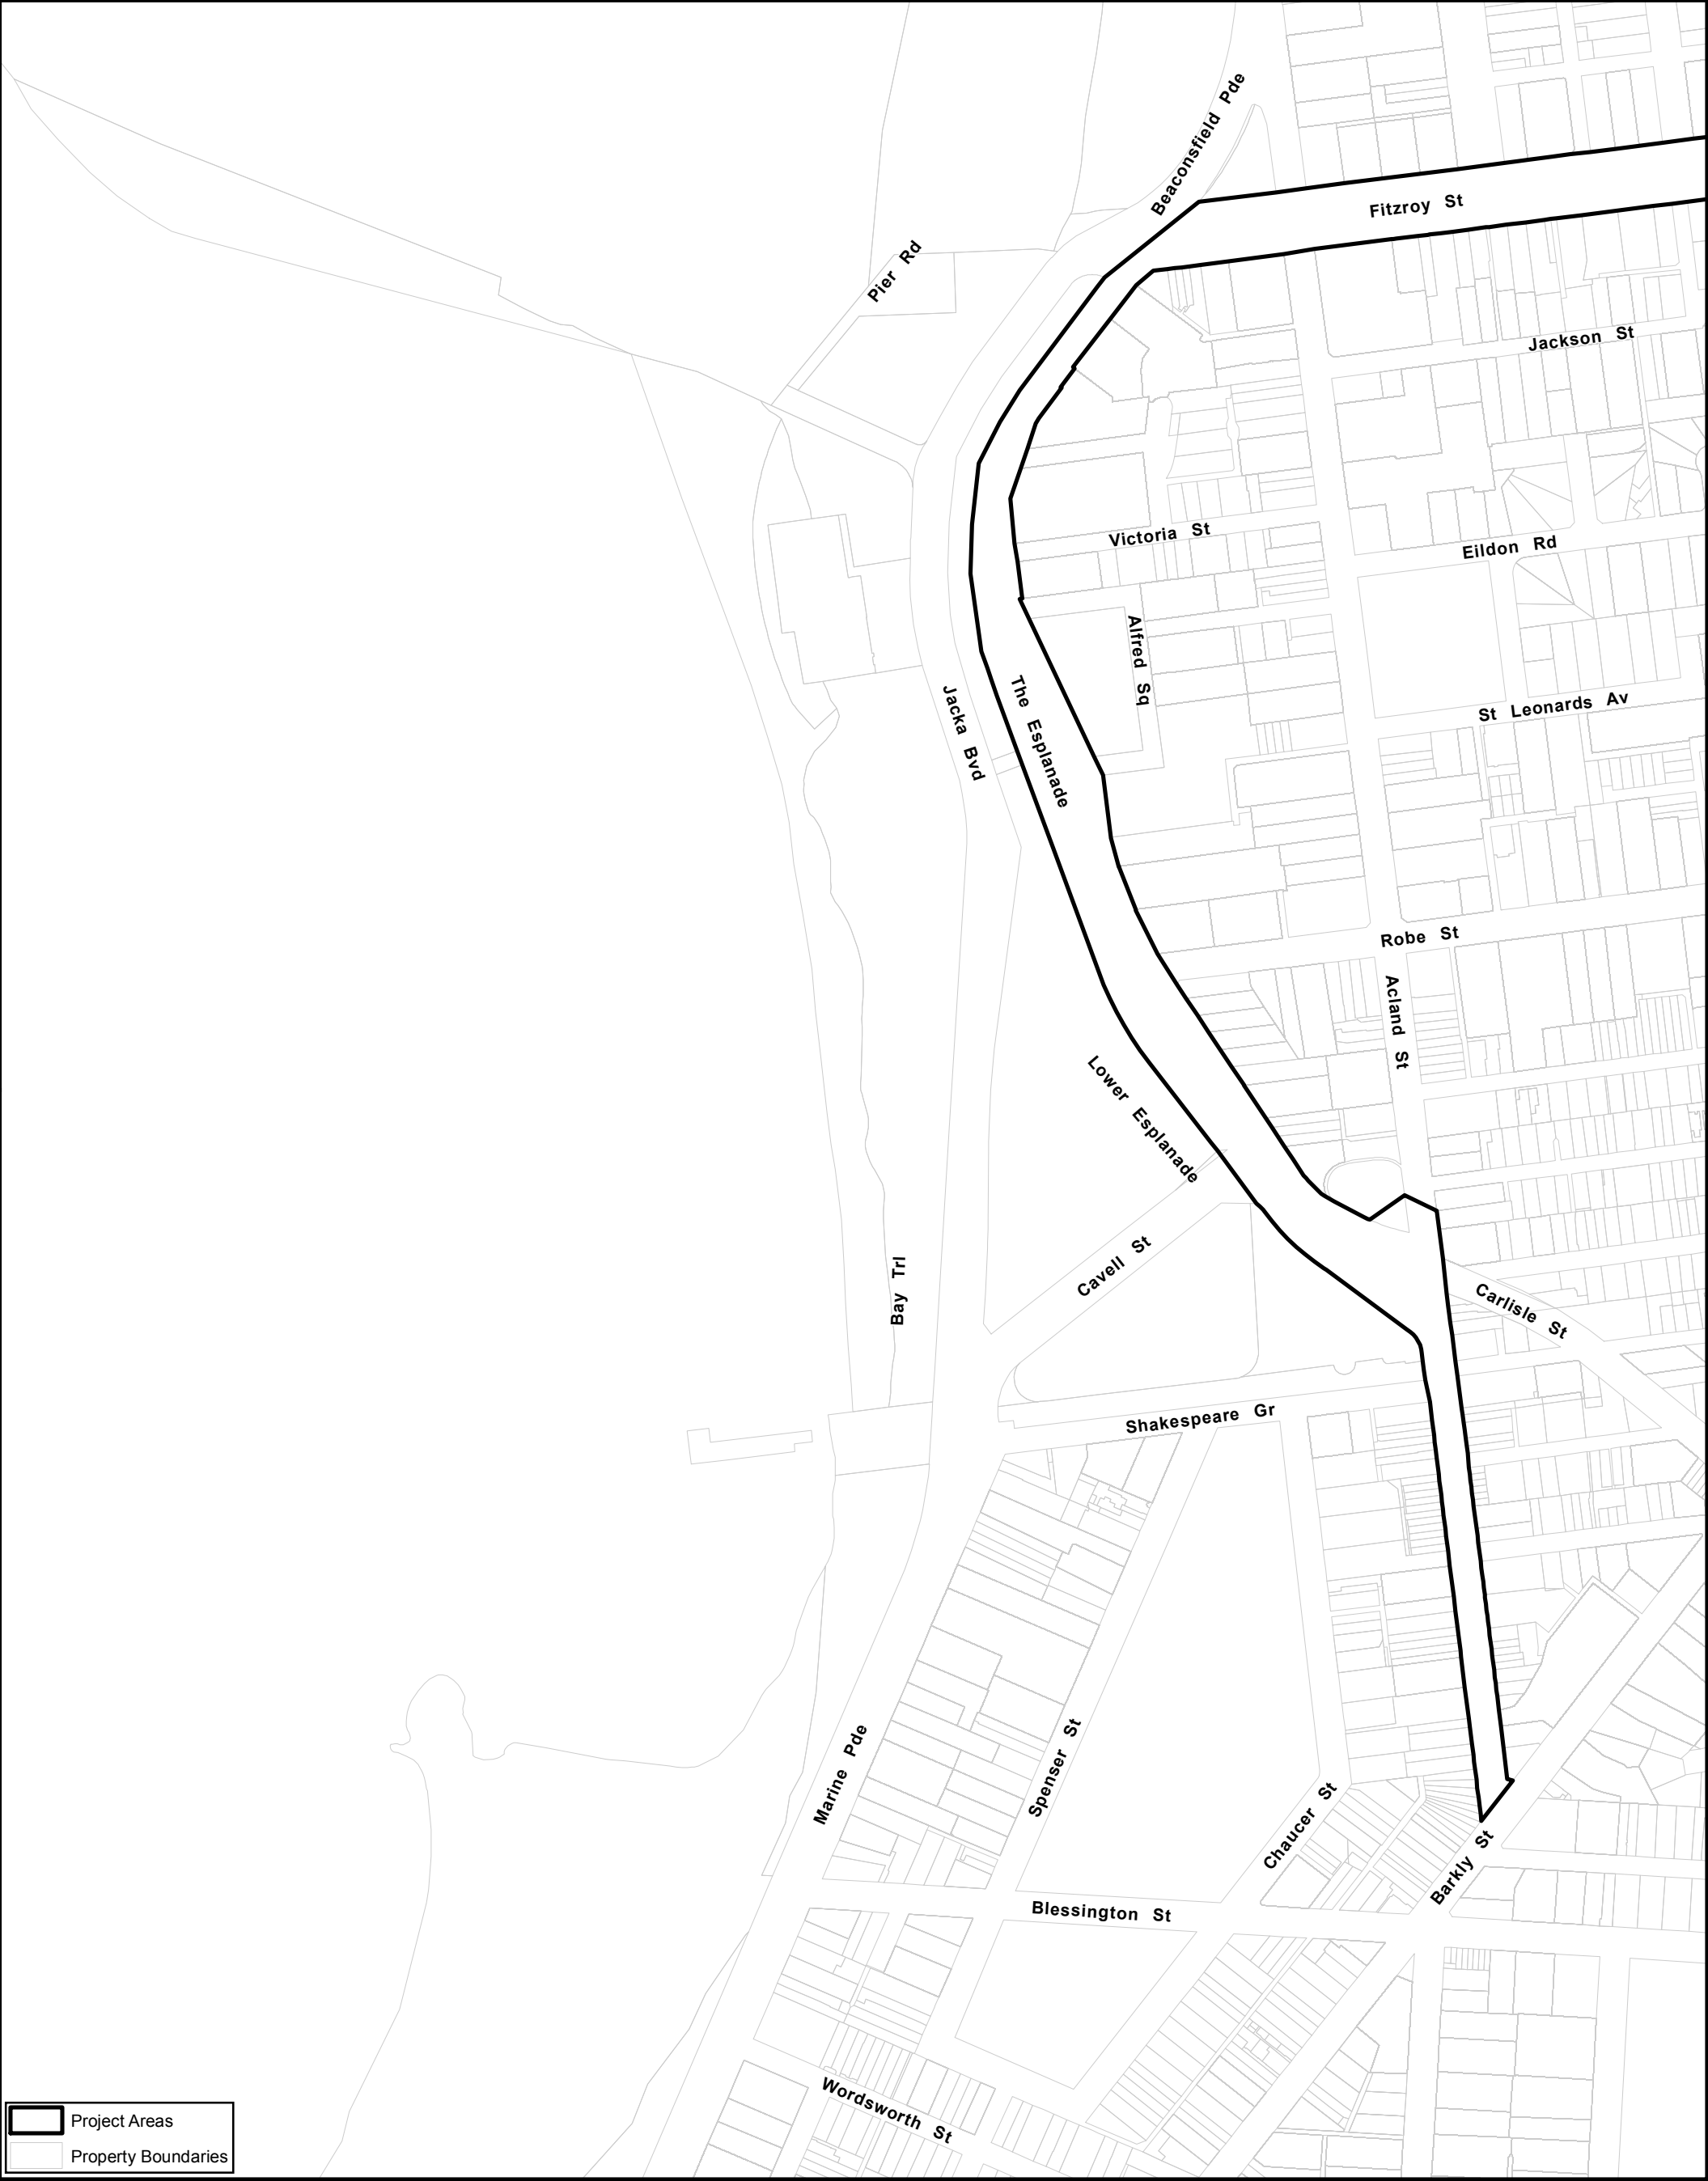 Beaconsfield Pde
Fitzroy St
Pier Rd
Jackson St
Victoria St
Eildon Rd
Alfred Sq
St Leonards Av
The Esplanade
Jacka Bvd
Robe St
Acland St
Lower Esplanade
Cavell St
Bay Trl
Carlisle St
Shakespeare Gr
Marine Pde
Spenser St
Chaucer St
Barkly St
Blessington St
Wordsworth St
Project Areas
Property Boundaries